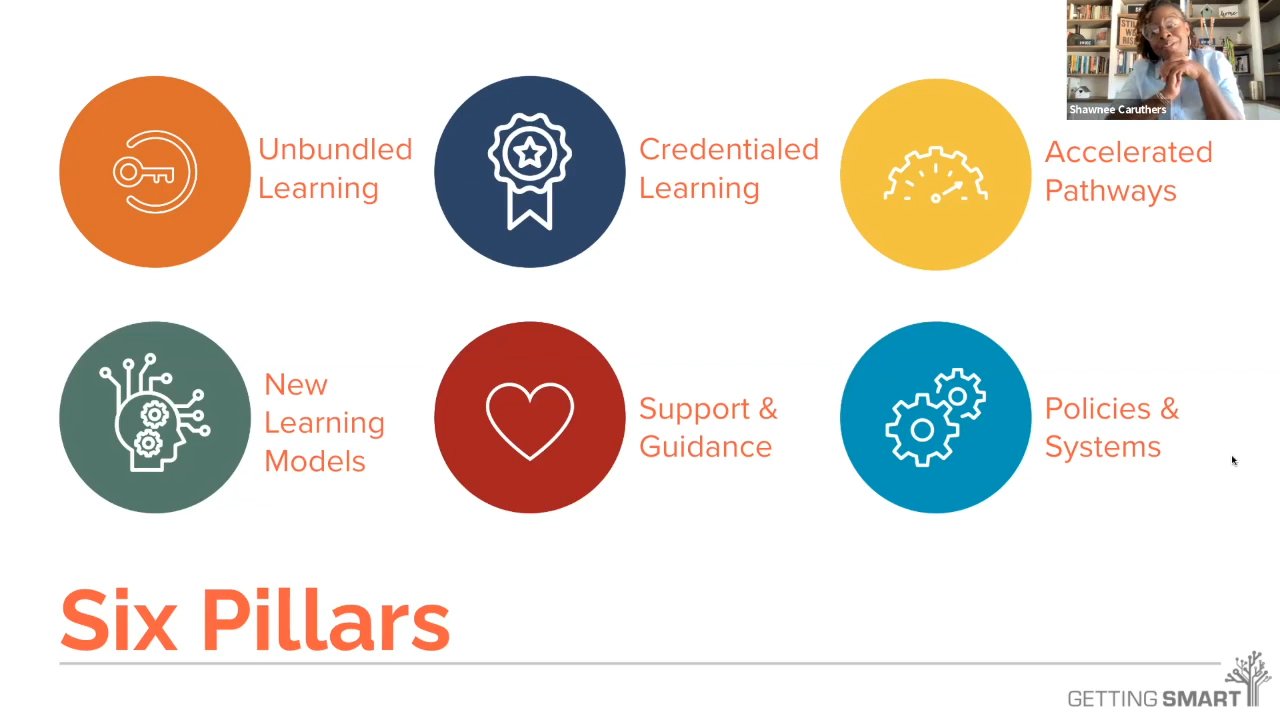 Shawnee Caruthers
Unbundled
Learning
Credentialed
Learning
Accelerated
Pathways
New
Learning
Models
Support &
Guidance
Policies &
Systems
Six Pillars
GETTING SMART